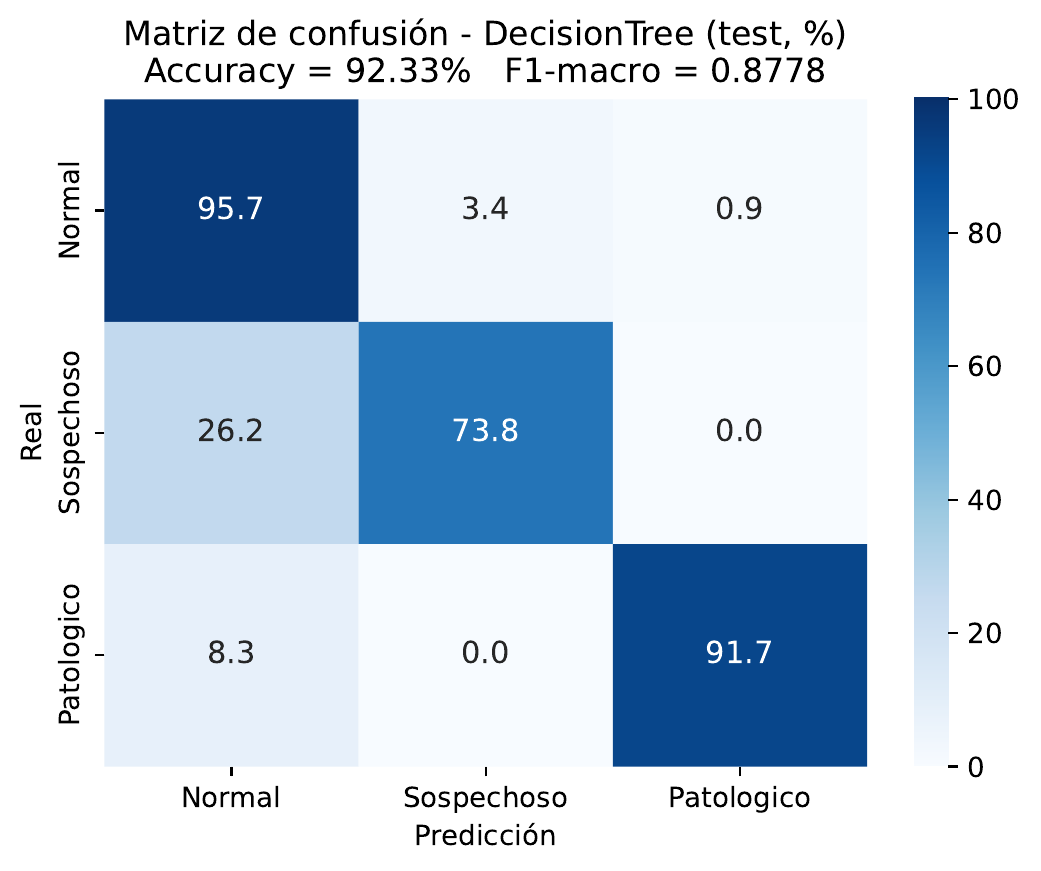 Matriz de confusión - DecisionTree (test, %)
Accuracy = 92.33%   F1-macro = 0.8778
Real
Normal
95.7
3.4
0.9
Sospechoso
26.2
73.8
0.0
Patologico
8.3
0.0
91.7
Normal
Sospechoso
Patologico
Predicción
100
80
60
40
20
0